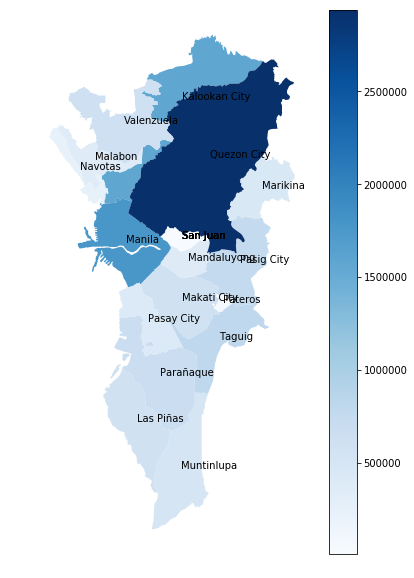 Kalookan City
Valenzuela
Quezon City
Malabon
Navotas
Marikina
San Juan
Manila
Mandaluyong
Pasig City
Makati City
Pateros
Pasay City
Taguig
Parañaque
Las Piñas
Muntinlupa
2500000
2000000
1500000
1000000
500000